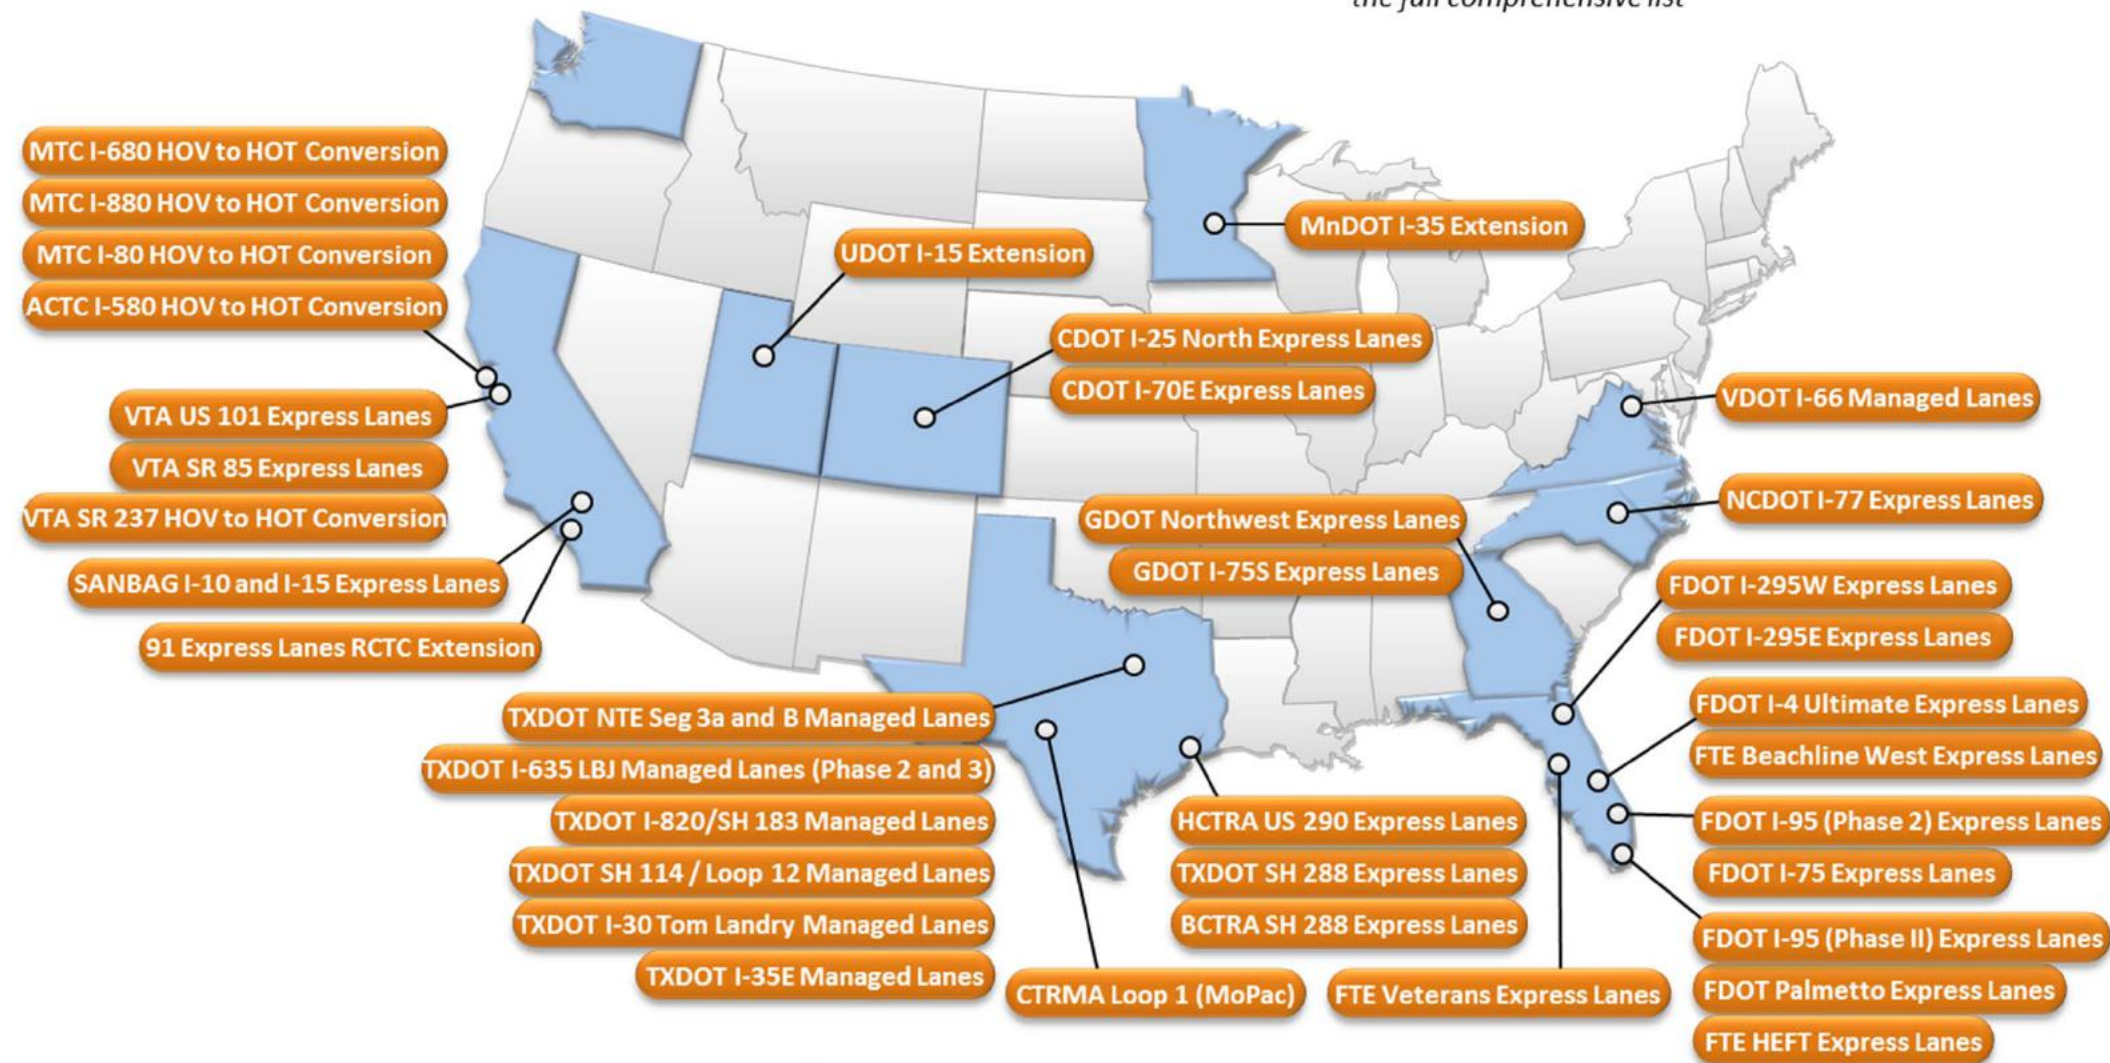 the full comprehensive list
MTC I-680 HOV to HOT Conversion
MTC I-880 HOV to HOT Conversion
MTC I-80 HOV to HOT Conversion
ACTC I-580 HOV to HOT Conversion
VTA US 101 Express Lanes
VTA SR 85 Express Lanes
VTA SR 237 HOV to HOT Conversion
SANBAG I-10 and I-15 Express Lanes
91 Express Lanes RCTC Extension
UDOT I-15 Extension
MnDOT I-35 Extension
CDOT I-25 North Express Lanes
CDOT I-70E Express Lanes
VDOT I-66 Managed Lanes
NCDOT I-77 Express Lanes
GDOT Northwest Express Lanes
GDOT I-75S Express Lanes
FDOT I-295W Express Lanes
FDOT I-295E Express Lanes
FDOT I-4 Ultimate Express Lanes
FTE Beachline West Express Lanes
FDOT I-95 (Phase 2) Express Lanes
FDOT I-75 Express Lanes
FDOT I-95 (Phase II) Express Lanes
FDOT Palmetto Express Lanes
FTE HEFT Express Lanes
TXDOT NTE Seg 3a and B Managed Lanes
TXDOT I-635 LBJ Managed Lanes (Phase 2 and 3)
TXDOT I-820/SH 183 Managed Lanes
TXDOT SH 114 / Loop 12 Managed Lanes
TXDOT I-30 Tom Landry Managed Lanes
TXDOT I-35E Managed Lanes
CTRMA Loop 1 (MoPac)
HCTRA US 290 Express Lanes
TXDOT SH 288 Express Lanes
BCTRA SH 288 Express Lanes
FTE Veterans Express Lanes